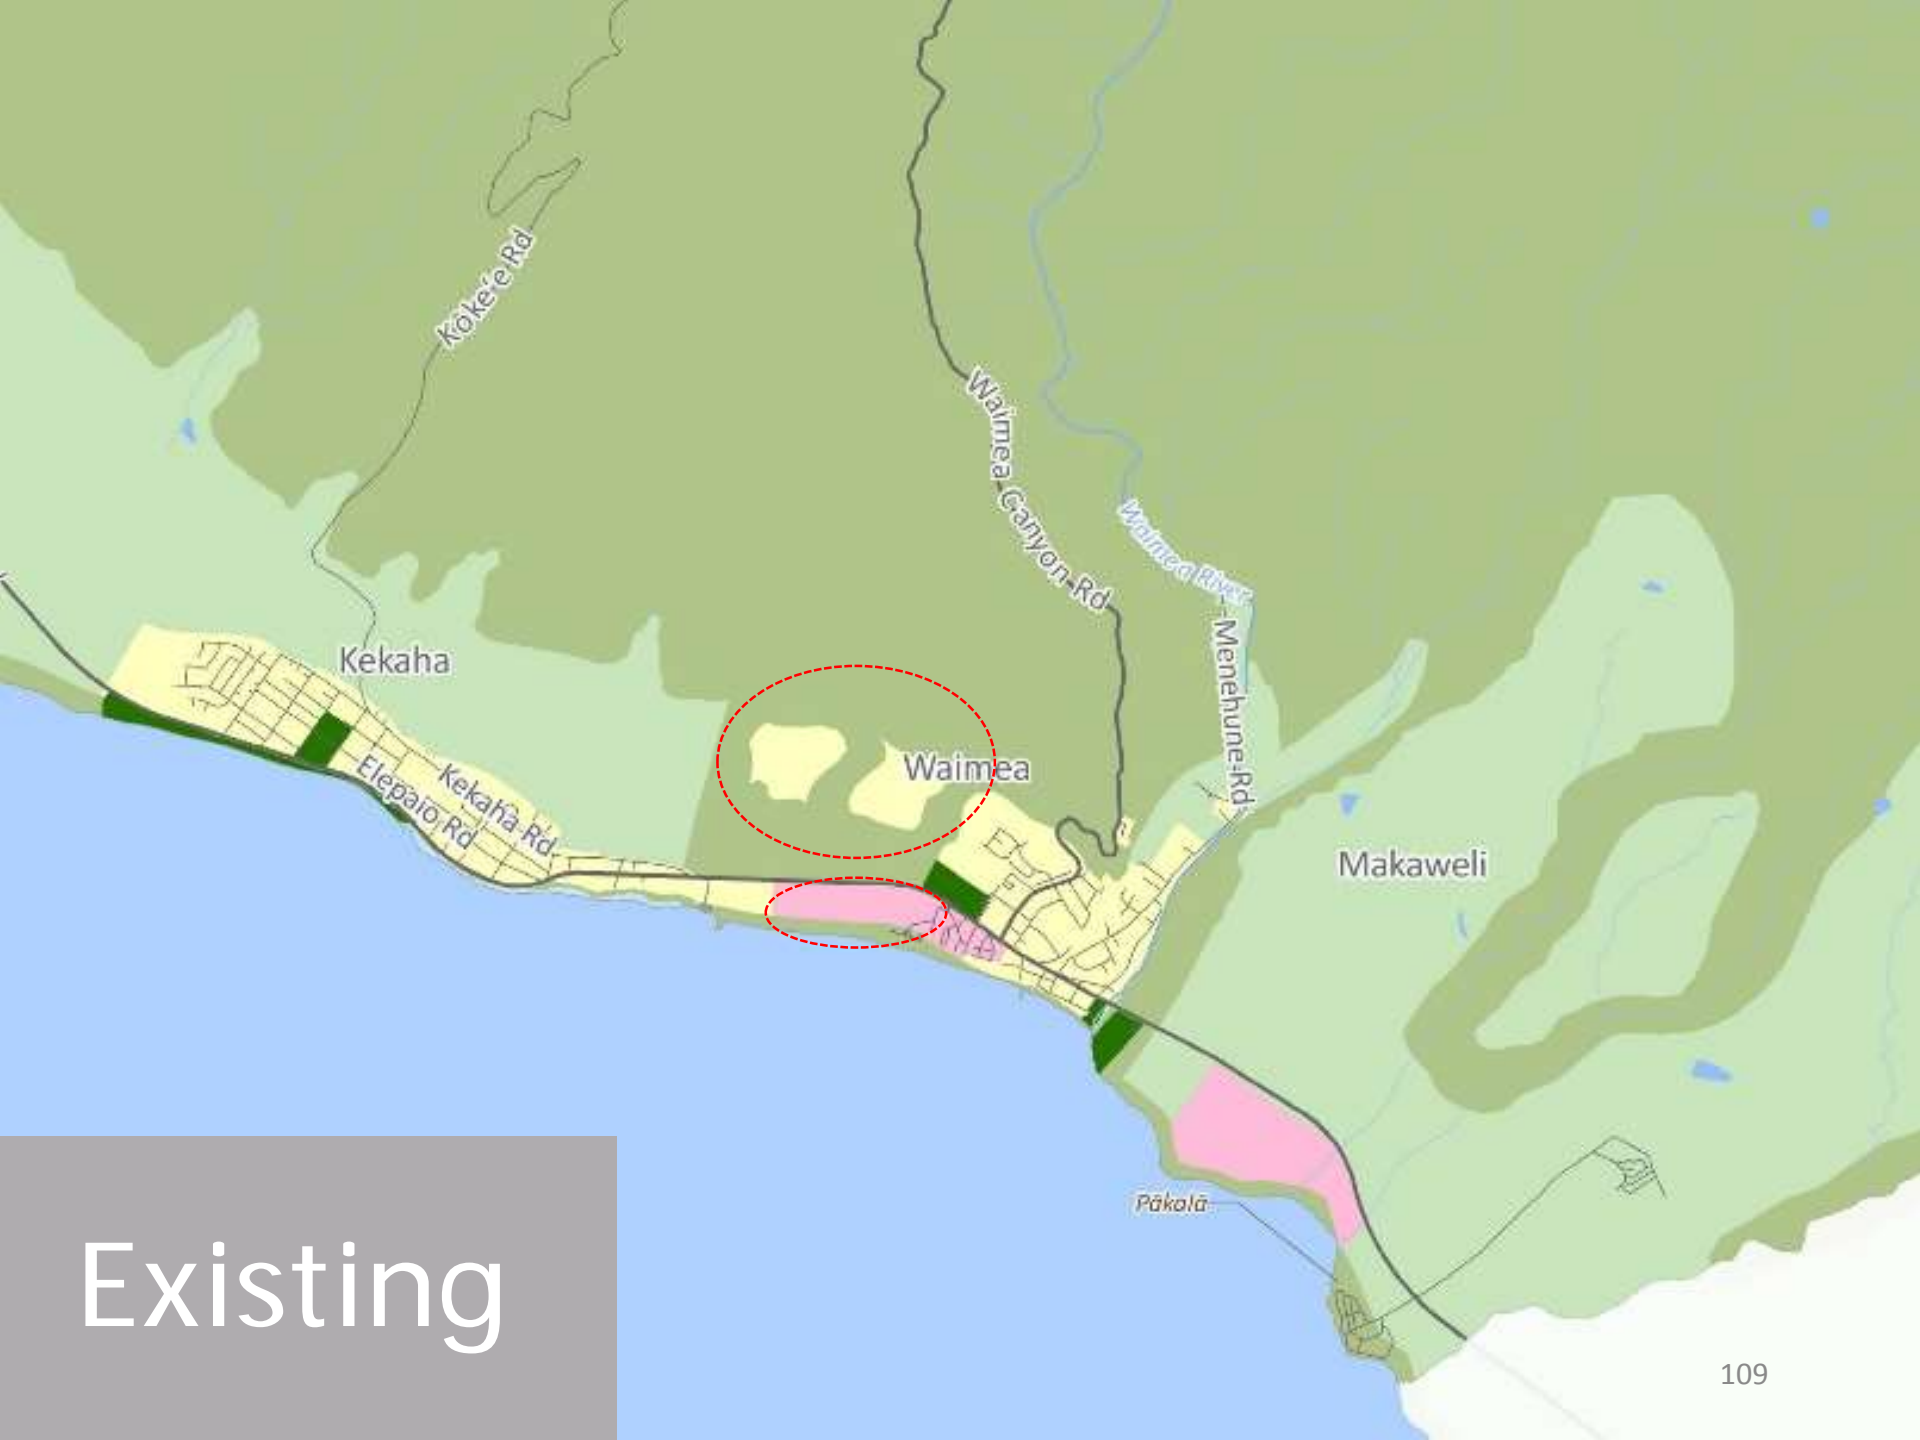 Kōke‘e Rd
Waimea Canyon Rd
Waimea River
Menehune Rd
Kekaha
Waimea
Kekaha Rd
Elepaio Rd
Makaweli
Pākalā
Existing
109